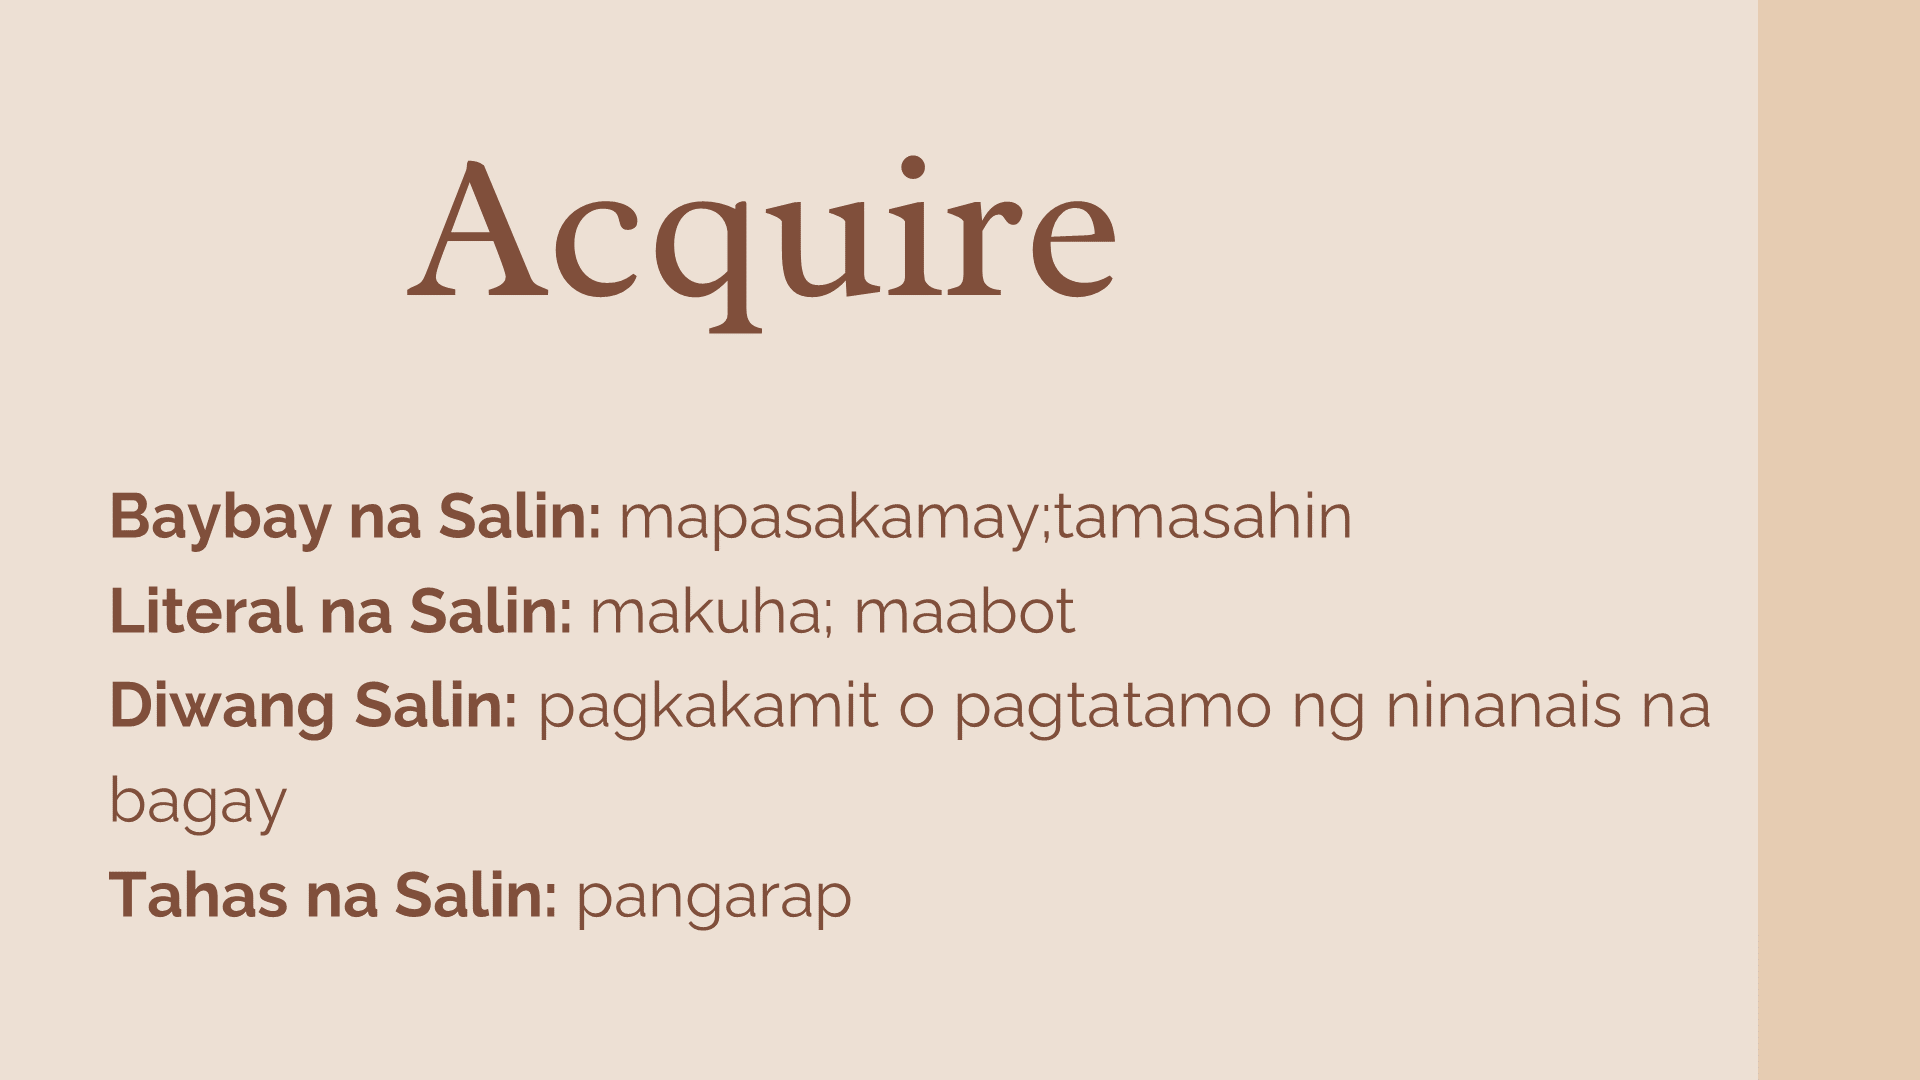 Acquire
Baybay na Salin: mapasakamay;tamasahin
Literal na Salin: makuha; maabot
Diwang Salin: pagkakamit o pagtatamo ng ninanais na
bagay
Tahas na Salin: pangarap